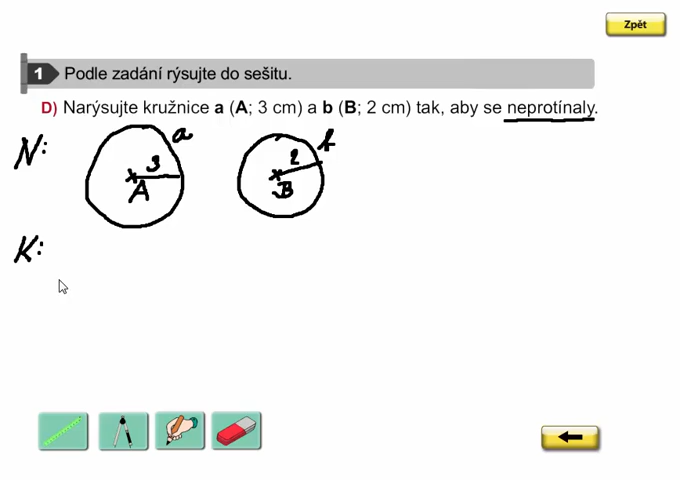 Zpět
1 Podle zadání rýsujte do sešitu.
D) Narýsujte kružnice a (A; 3 cm) a b (B; 2 cm) tak, aby se neprotínaly.
N:
a
3
A
b
2
B
K: